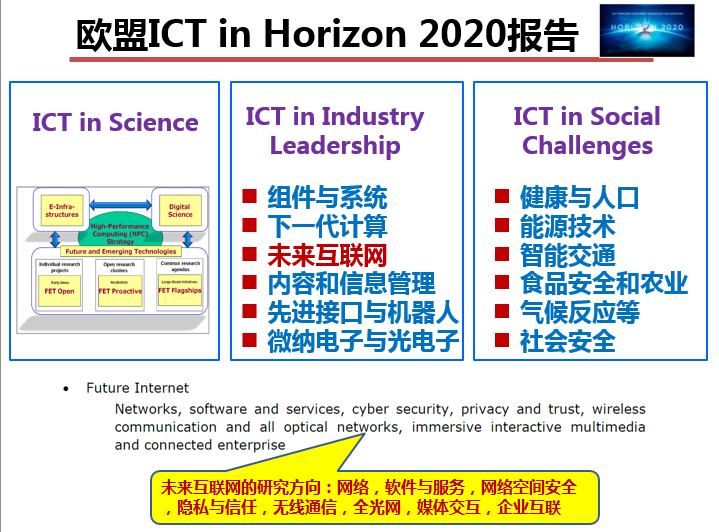 欧盟ICT in Horizon 2020报告
HORIZON 2020
ICT in Science
E-Infra-
structures
Digital
Science
High-Performance
Computing (HPC)
Strategy
Future and Emerging Technologies
Individual research
projects
Open research
clusters
Common research
agendas
Early Ideas
FET Open
Incubation
FET Proactive
Large-Scale Initiatives
FET Flagships
ICT in Industry
Leadership
组件与系统
下一代计算
未来互联网
内容和信息管理
先进接口与机器人
微纳电子与光电子
ICT in Social
Challenges
健康与人口
能源技术
智能交通
食品安全和农业
气候反应等
社会安全
Future Internet
Networks, software and services, cyber security, privacy and trust, wireless
communication and all optical networks, immersive interactive multimedia
and connected enterprise
未来互联网的研究方向：网络，软件与服务，网络空间安全
，隐私与信任，无线通信，全光网，媒体交互，企业互联